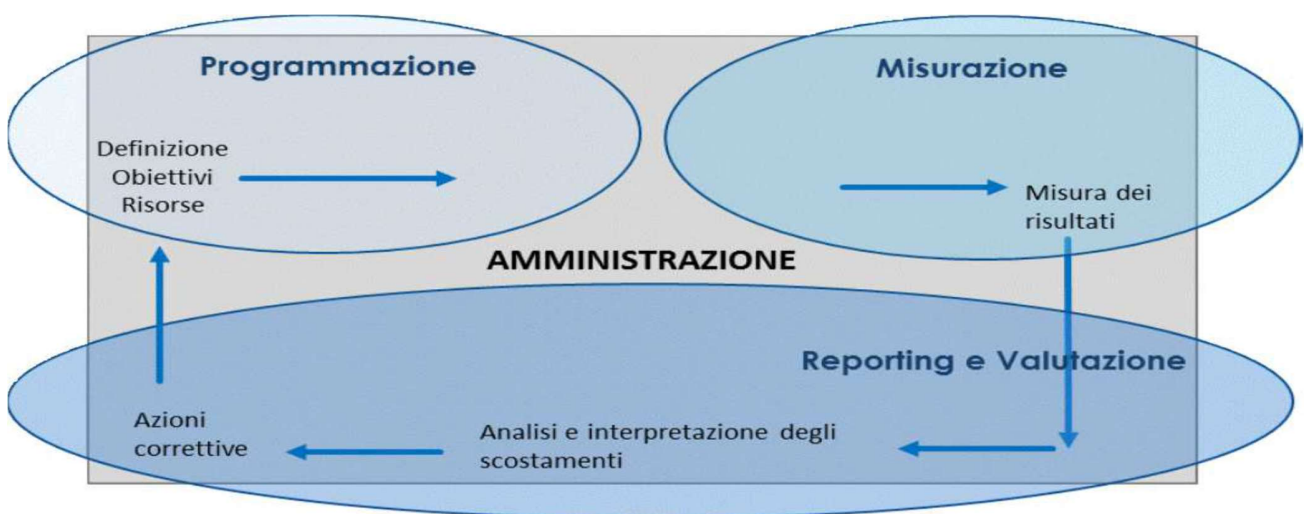 Programmazione
Misurazione
Definizione
Obiettivi
Risorse
Misura dei
risultati
AMMINISTRAZIONE
Reporting e Valutazione
Azioni
correttive
Analisi e interpretazione degli
scostamenti